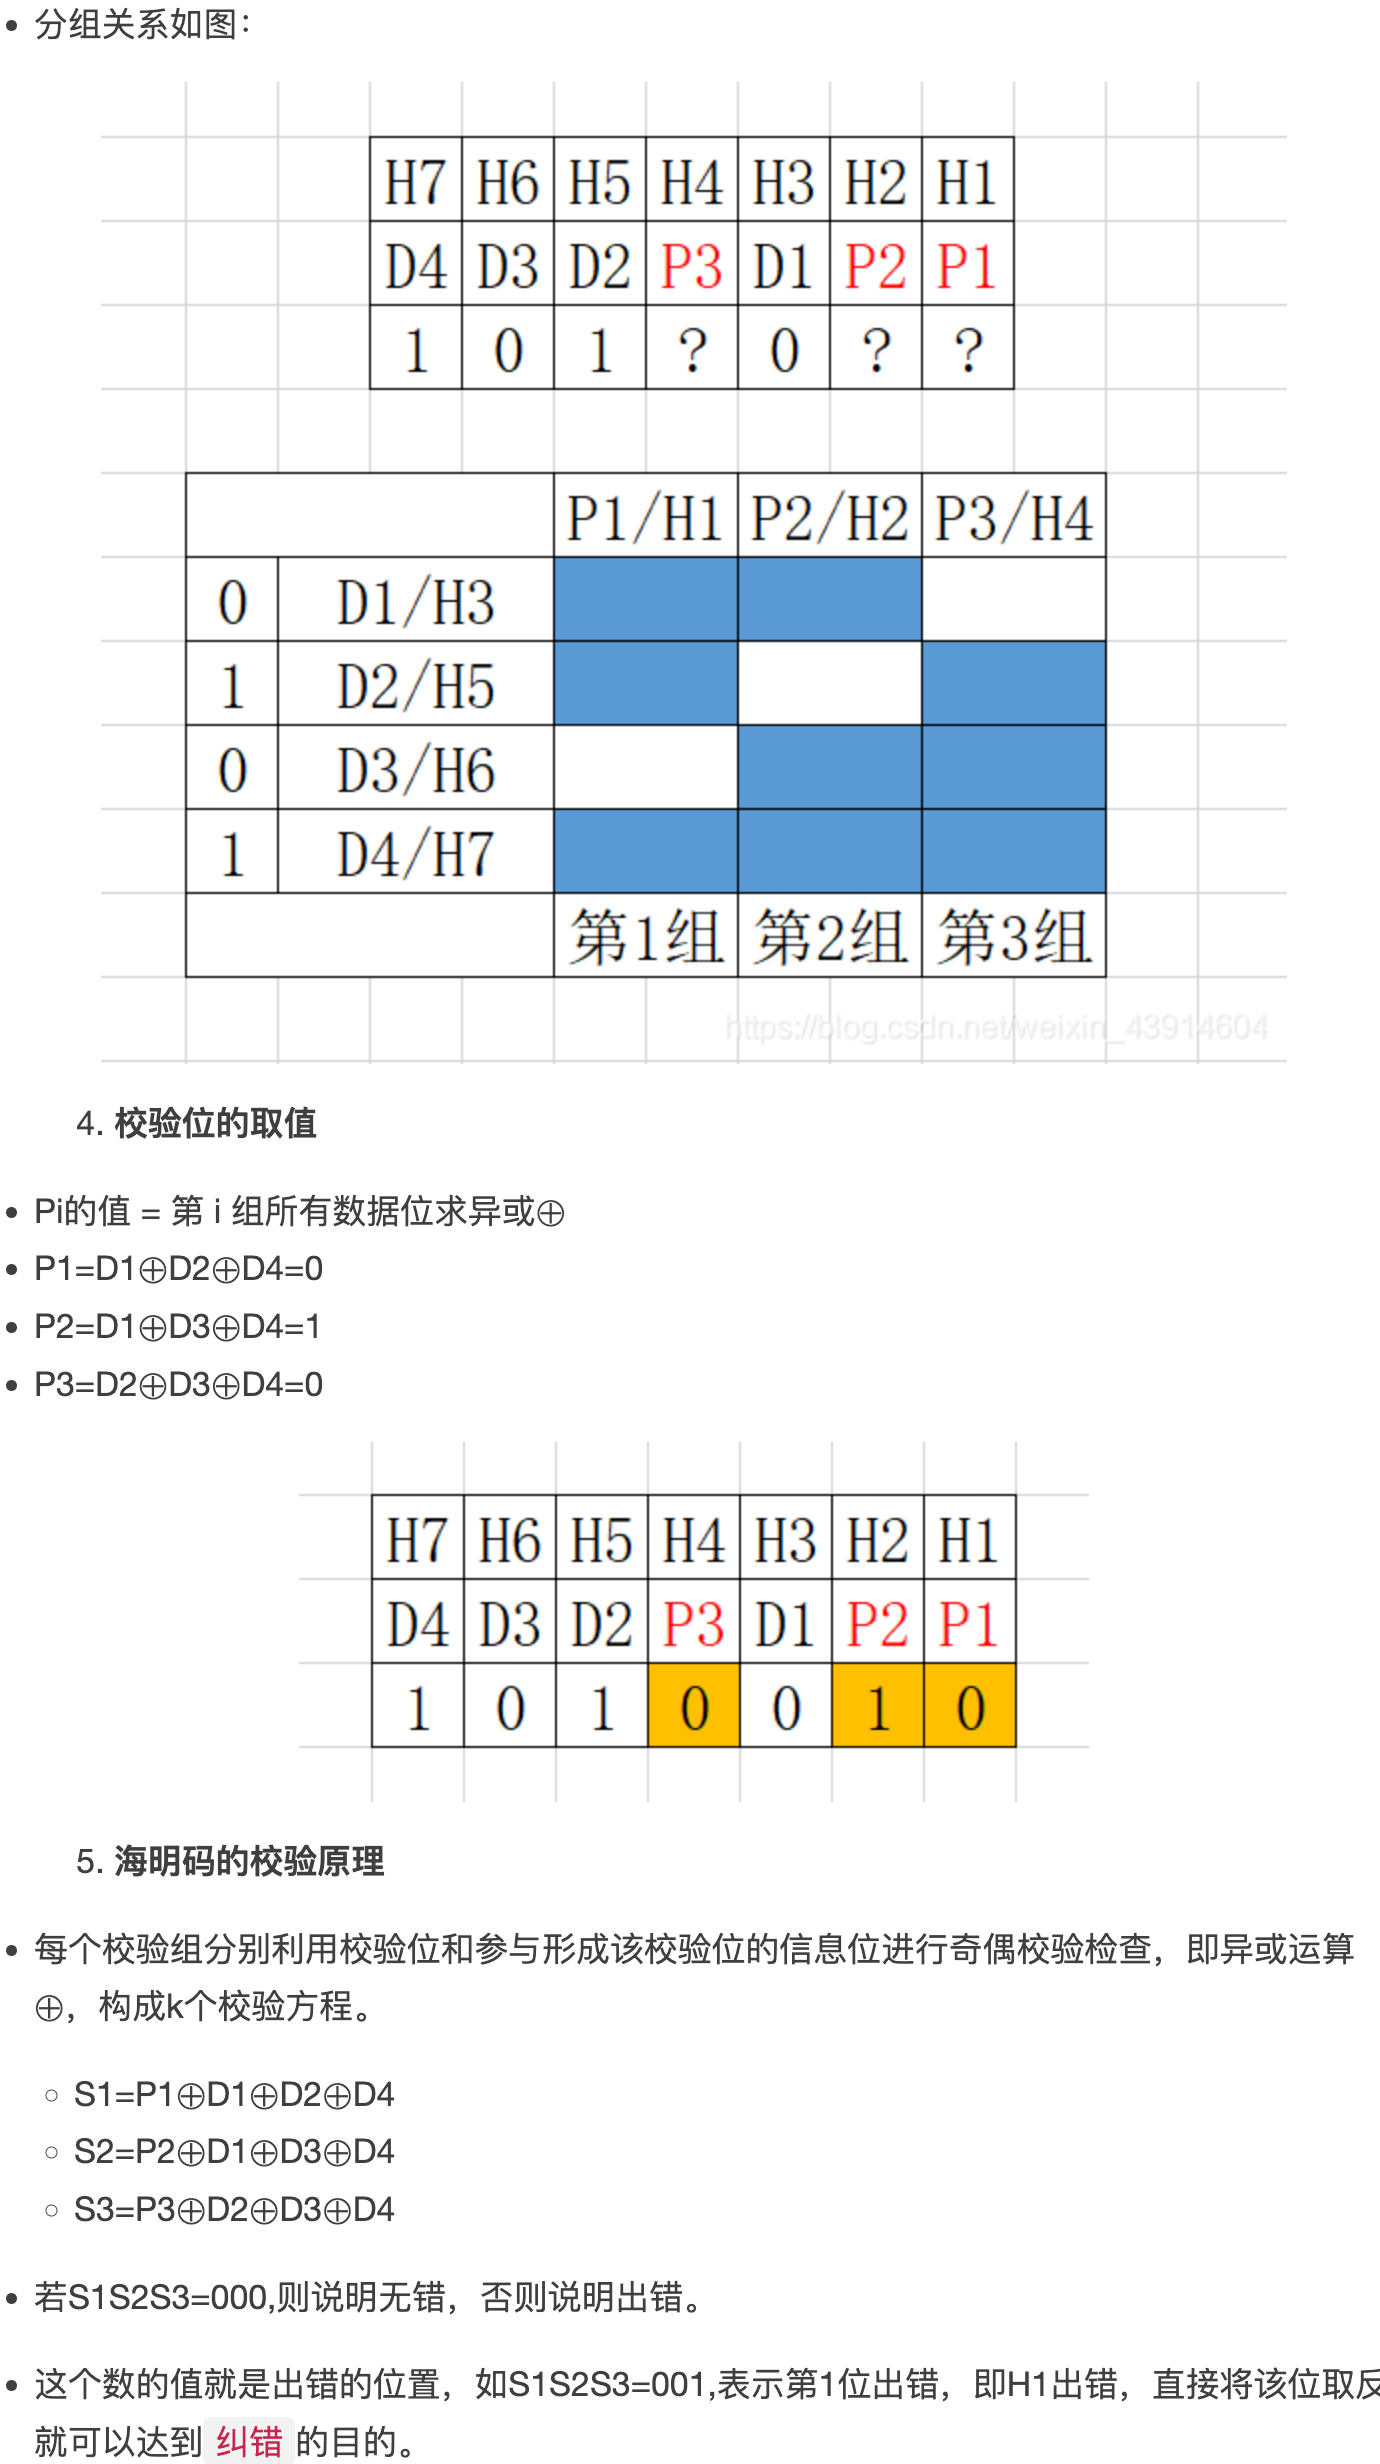 分组关系如图：
H7 H6 H5 H4 H3 H2 H1
D4 D3 D2 P3 D1 P2 P1
1 0 1 ? 0 ? ?
P1/H1 P2/H2 P3/H4
0 D1/H3
1 D2/H5
0 D3/H6
1 D4/H7
第1组 第2组 第3组
https://blog.csdn.net/weixin_43914604
4. 校验位的取值
Pi的值 = 第 i 组所有数据位求异或⊕
P1=D1⊕D2⊕D4=0
P2=D1⊕D3⊕D4=1
P3=D2⊕D3⊕D4=0
H7 H6 H5 H4 H3 H2 H1
D4 D3 D2 P3 D1 P2 P1
1 0 1 0 0 1 0
5. 海明码的校验原理
每个校验组分别利用校验位和参与形成该校验位的信息位进行奇偶校验检查，即异或运算
⊕，构成k个校验方程。
S1=P1⊕D1⊕D2⊕D4
S2=P2⊕D1⊕D3⊕D4
S3=P3⊕D2⊕D3⊕D4
若S1S2S3=000,则说明无错，否则说明出错。
这个数的值就是出错的位置，如S1S2S3=001,表示第1位出错，即H1出错，直接将该位取反
就可以达到 纠错 的目的。